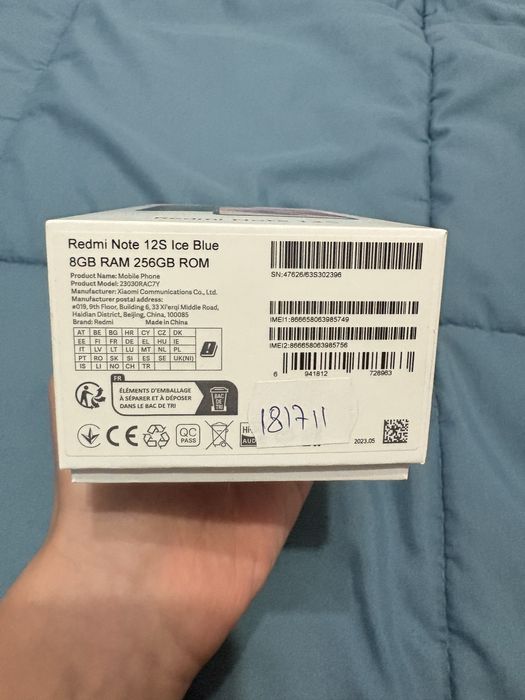 Redmi Note 12S
Redmi Note 12S Ice Blue
8GB RAM 256GB ROM
Product Name: Mobile Phone
Product Model: 23030RAC7Y
Manufacturer: Xiaomi Communications Co., Ltd.
Manufacturer postal address:
#019, 9th Floor, Building 6, 33 Xi'erqi Middle Road,
Haidian District, Beijing, China, 100085
Brand: Redmi Made in China
AT BE BG HR CY CZ DK
EE FI FR DE EL HU IE
IT LV LT LU MT NL PL
PT RO SK SI ES SE UK(NI)
IS LI NO CH TR
SN:47626/63S302396
IMEI1:866658063985749
IMEI2:866658063985756
6 941812 728963
FR
ÉLÉMENTS D'EMBALLAGE
À SÉPARER ET À DÉPOSER
DANS LE BAC DE TRI
BAC
DE
TRI
CE
QC
PASS
AUD
181711
2023.05